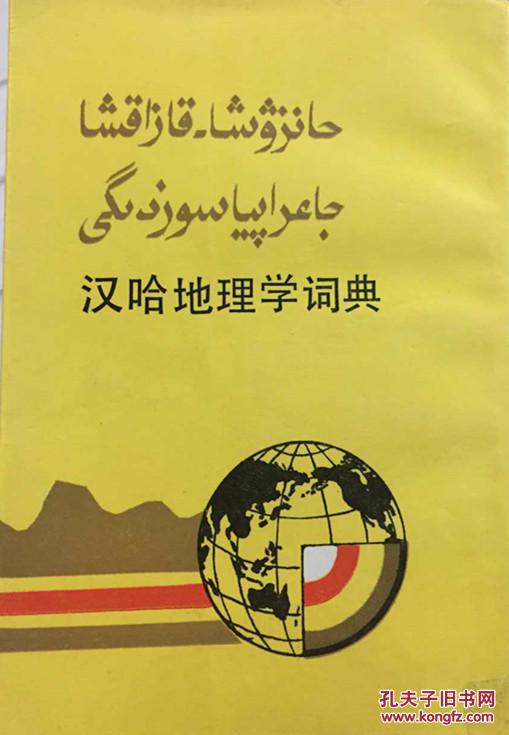 حانزۋشا-قازاقشا
جاعراپيا سوزدىگى
汉哈地理学词典
孔夫子旧书网
www.kongfz.com